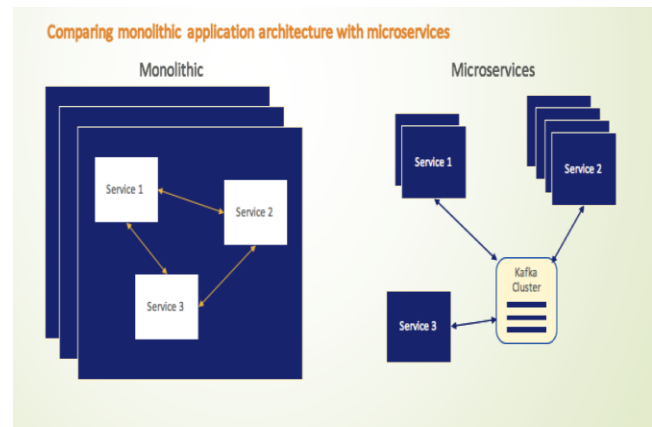 Comparing monolithic application architecture with microservices
Monolithic
Microservices
Service 1
Service 2
Service 3
Service 1
Service 2
Kafka
Cluster
Service 3